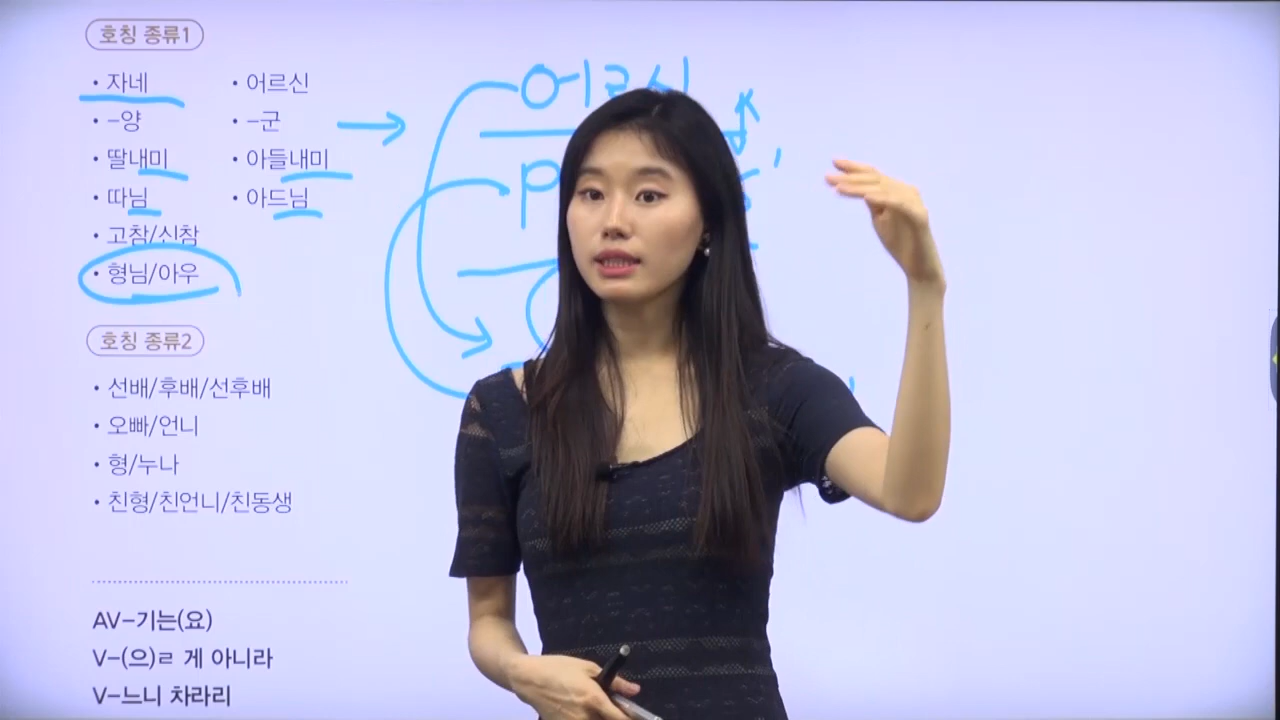 호칭 종류1
• 자네 • 어르신
• -양 • -군
• 딸내미 • 아들내미
• 따님 • 아드님
• 고참/신참
• 형님/아우
호칭 종류2
• 선배/후배/선후배
• 오빠/언니
• 형/누나
• 친형/친언니/친동생
AV-기는(요)
V-(으)ㄹ 게 아니라
V-느니 차라리
어르신